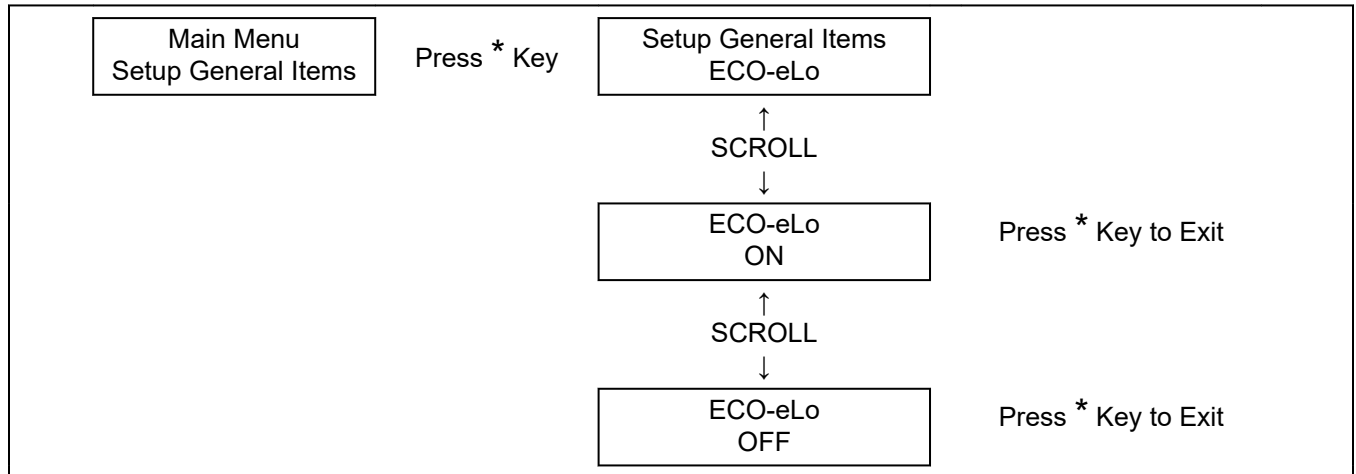 Main Menu
Setup General Items
Press * Key
Setup General Items
ECO-eLo
↑
SCROLL
↓
ECO-eLo
ON
Press * Key to Exit
↑
SCROLL
↓
ECO-eLo
OFF
Press * Key to Exit